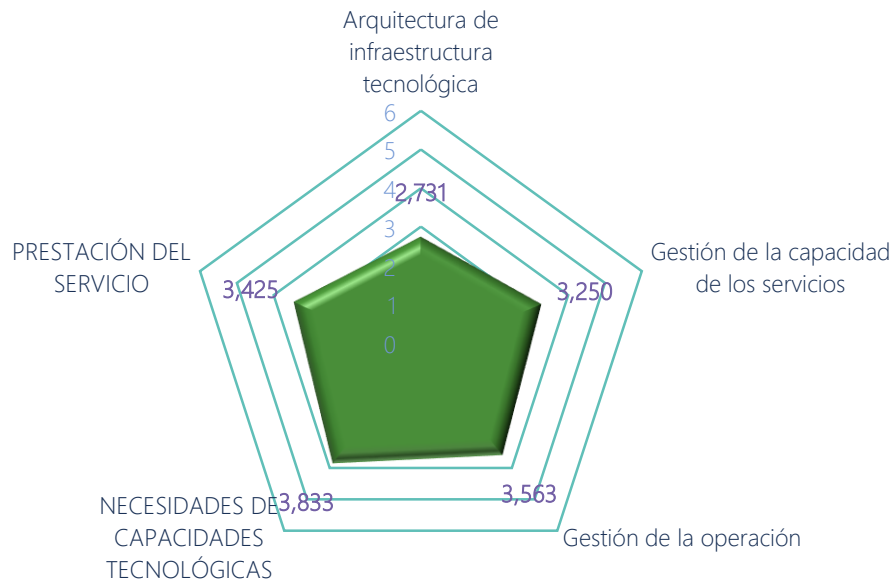 Arquitectura de
infraestructura
tecnológica
6
5
4
2,731
3
2
1
0
PRESTACIÓN DEL
SERVICIO
3,425
Gestión de la capacidad
de los servicios
3,250
NECESIDADES DE
CAPACIDADES
TECNOLÓGICAS
3,833
3,563
Gestión de la operación